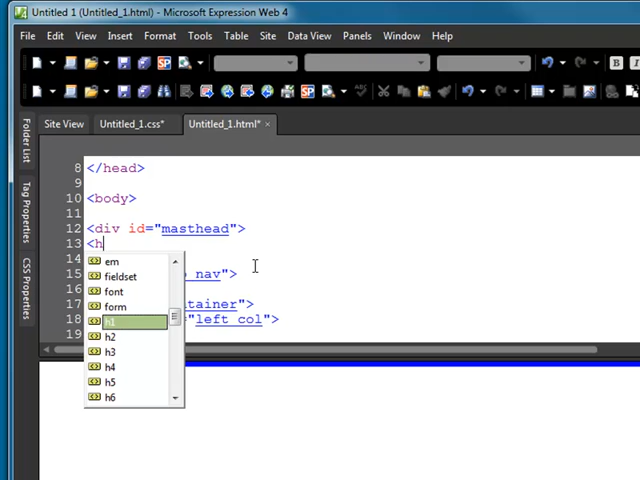 Untitled 1 (Untitled_1.html) - Microsoft Expression Web 4
File Edit View Insert Format Tools Table Site Data View Panels Window Help
SP B I
Site View Untitled_1.css* Untitled_1.html* ×
Folder List
Tag Properties
CSS Properties
8 </head>
9
10 <body>
11
12 <div id="masthead">
13 <h
14
15 nav">
17 tainer">
18 ="left_col">
19
em
fieldset
font
form
h1
h2
h3
h4
h5
h6